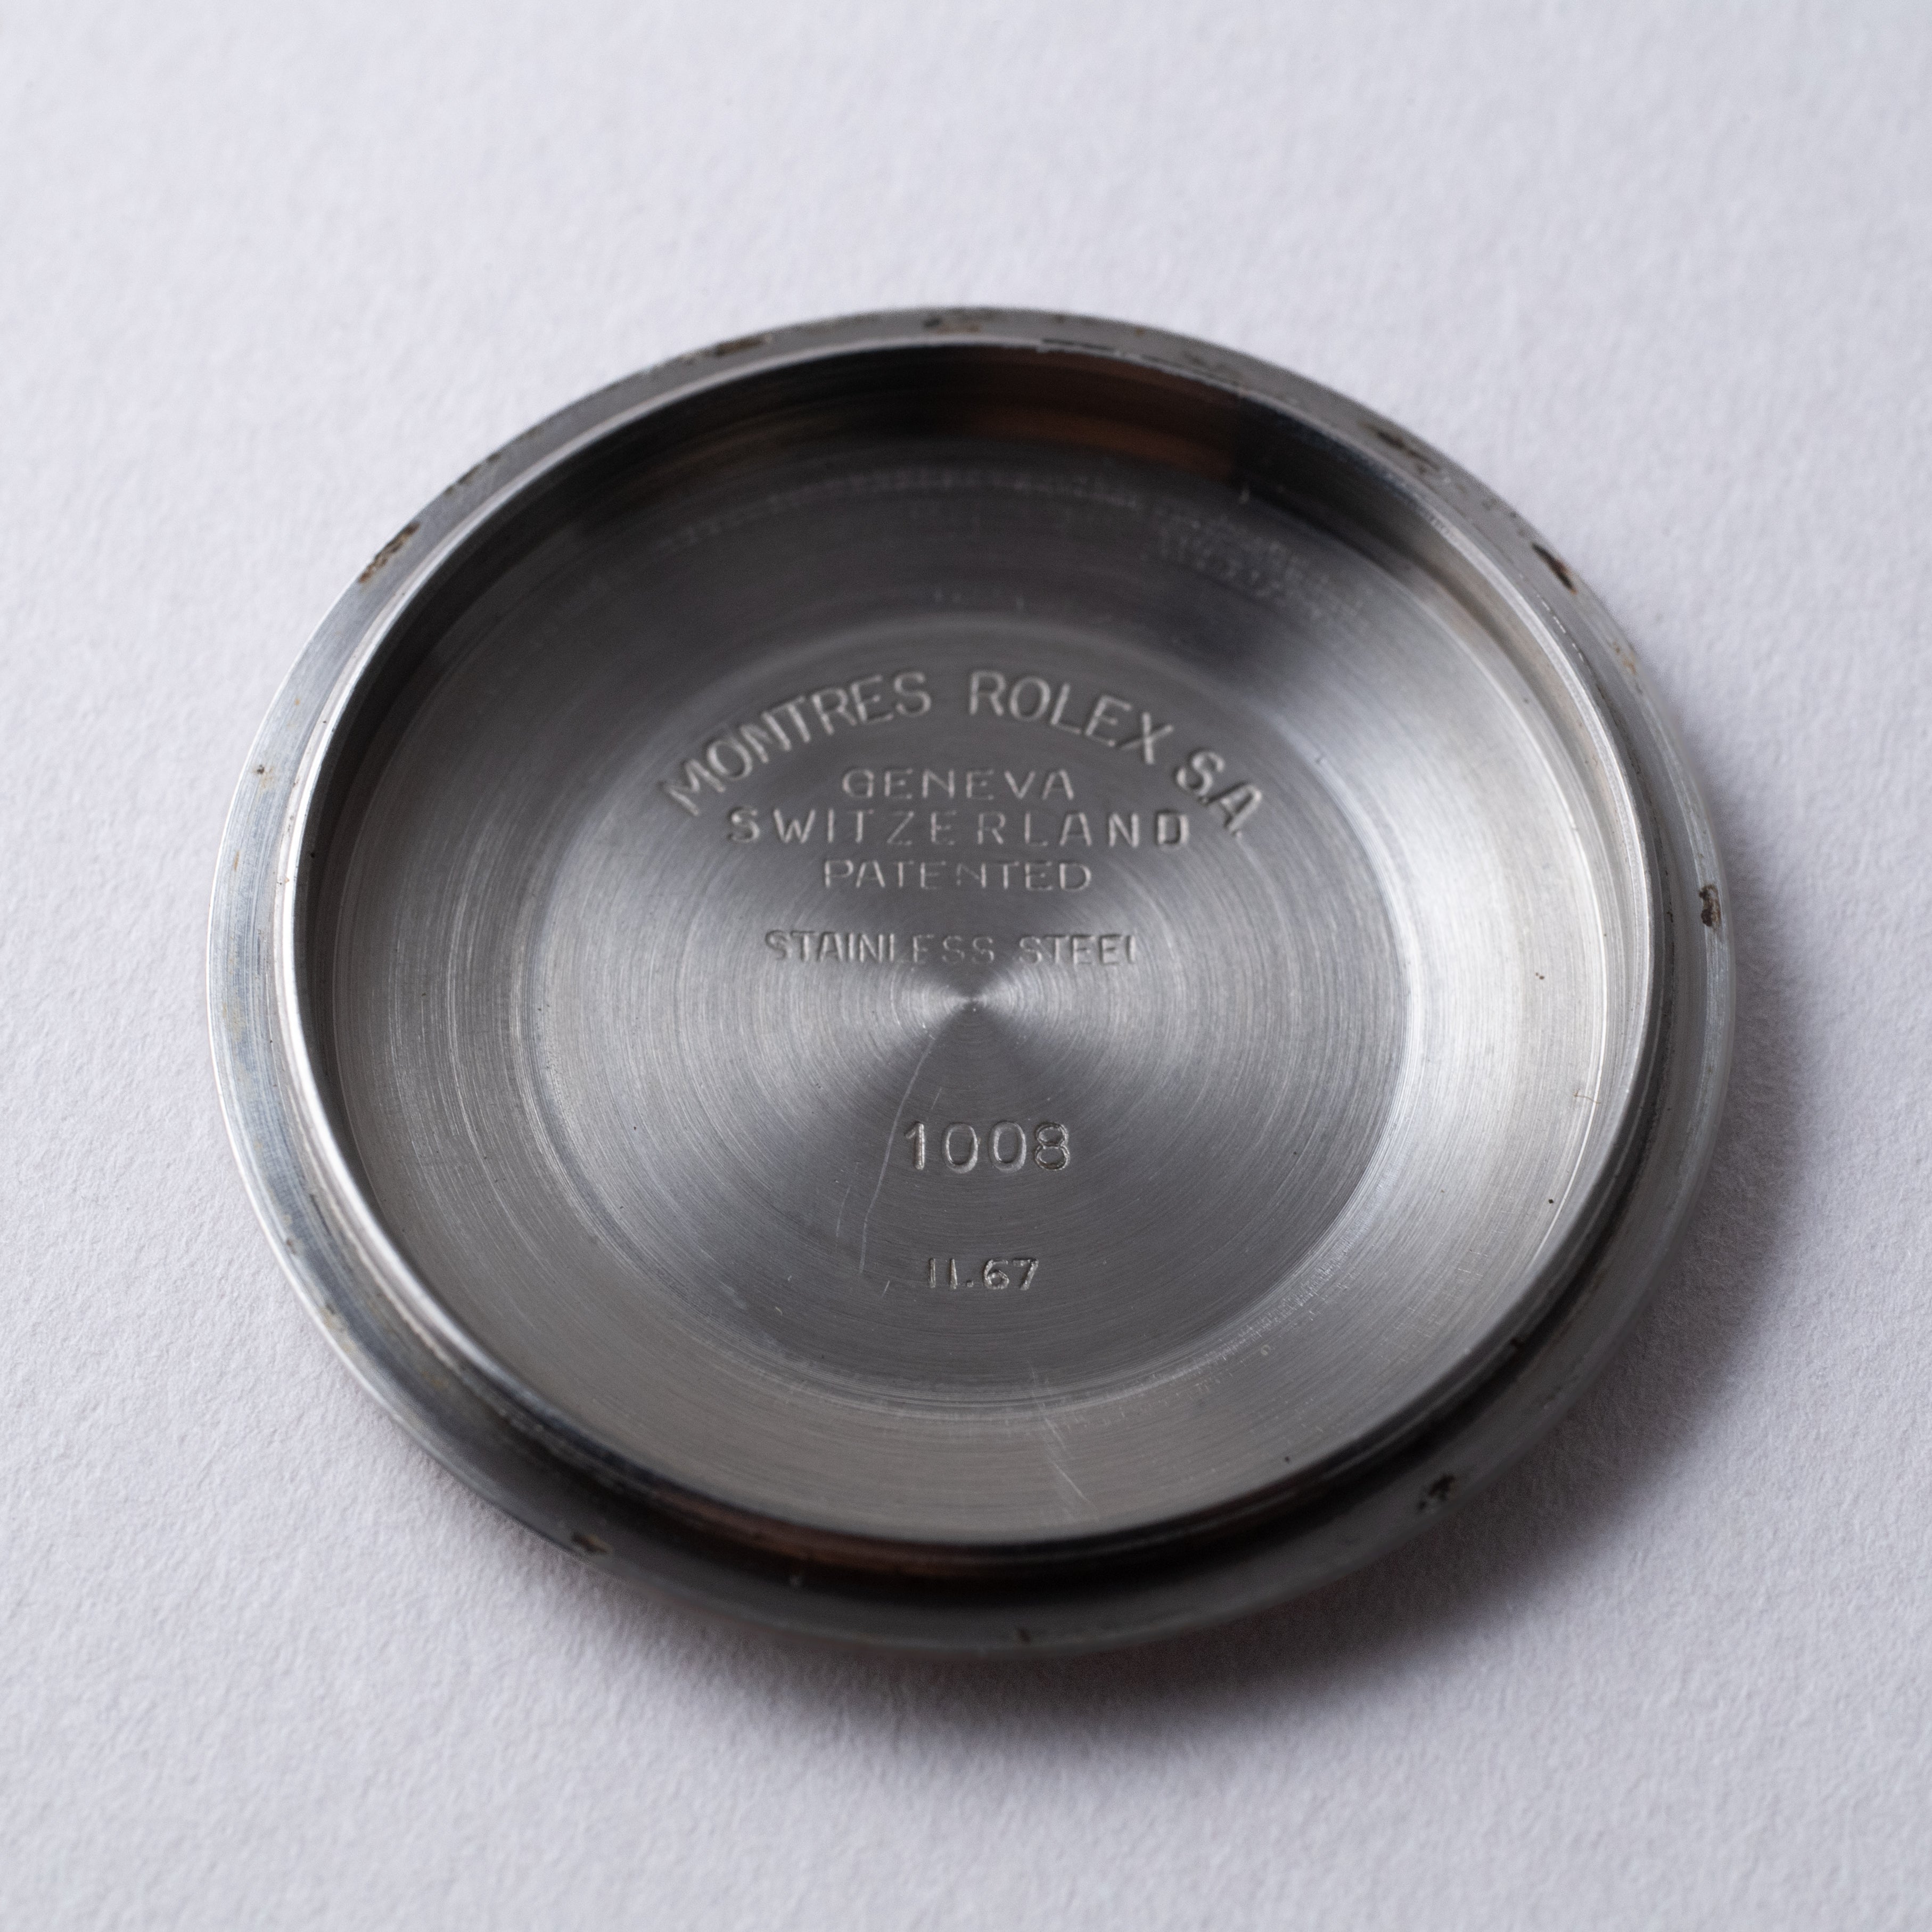 MONTRES ROLEX S.A.
GENEVA
SWITZERLAND
PATENTED
STAINLESS STEEL
1008
II.67